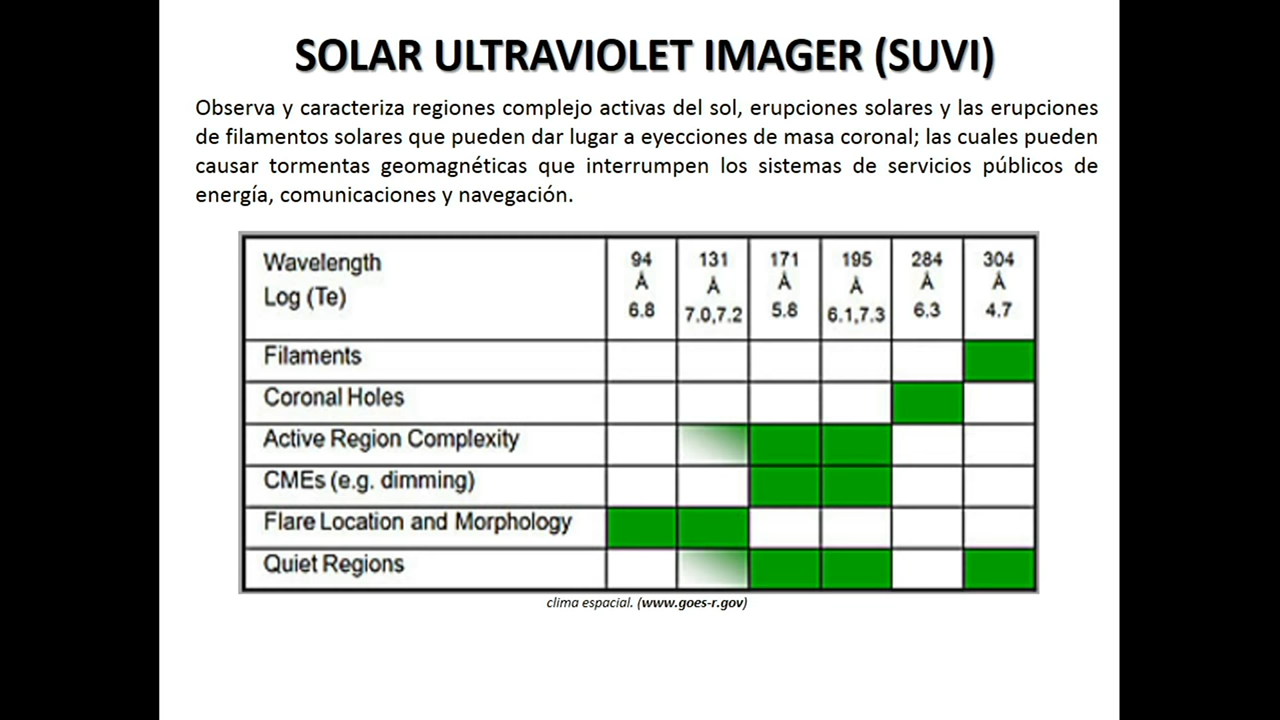 SOLAR ULTRAVIOLET IMAGER (SUVI)
Observa y caracteriza regiones complejo activas del sol, erupciones solares y las erupciones
de filamentos solares que pueden dar lugar a eyecciones de masa coronal; las cuales pueden
causar tormentas geomagnéticas que interrumpen los sistemas de servicios públicos de
energía, comunicaciones y navegación.
Wavelength 94 131 171 195 284 304
Å Å Å Å Å Å
Log (Te) 6.8 7.0,7.2 5.8 6.1,7.3 6.3 4.7
Filaments
Coronal Holes
Active Region Complexity
CMEs (e.g. dimming)
Flare Location and Morphology
Quiet Regions
clima espacial. (www.goes-r.gov)